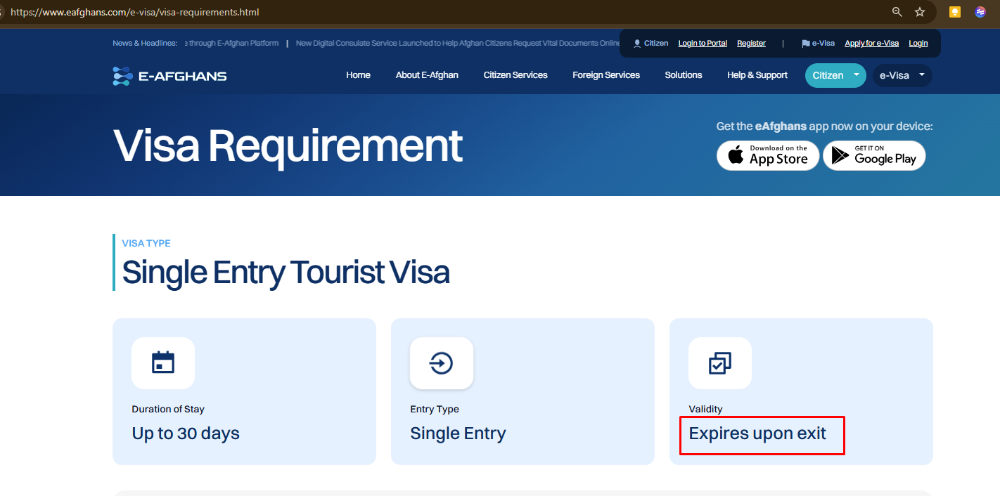 https://www.eafghans.com/e-visa/visa-requirements.html
News & Headlines: e through E-Afghan Platform | New Digital Consulate Service Launched to Help Afghan Citizens Request Vital Documents Online
Citizen Login to Portal Register | e-Visa Apply for e-Visa Login
E-AFGHANS
Home About E-Afghan Citizen Services Foreign Services Solutions Help & Support Citizen e-Visa
Visa Requirement
Get the eAfghans app now on your device:
Download on the
App Store
GET IT ON
Google Play
VISA TYPE
Single Entry Tourist Visa
Duration of Stay
Up to 30 days
Entry Type
Single Entry
Validity
Expires upon exit